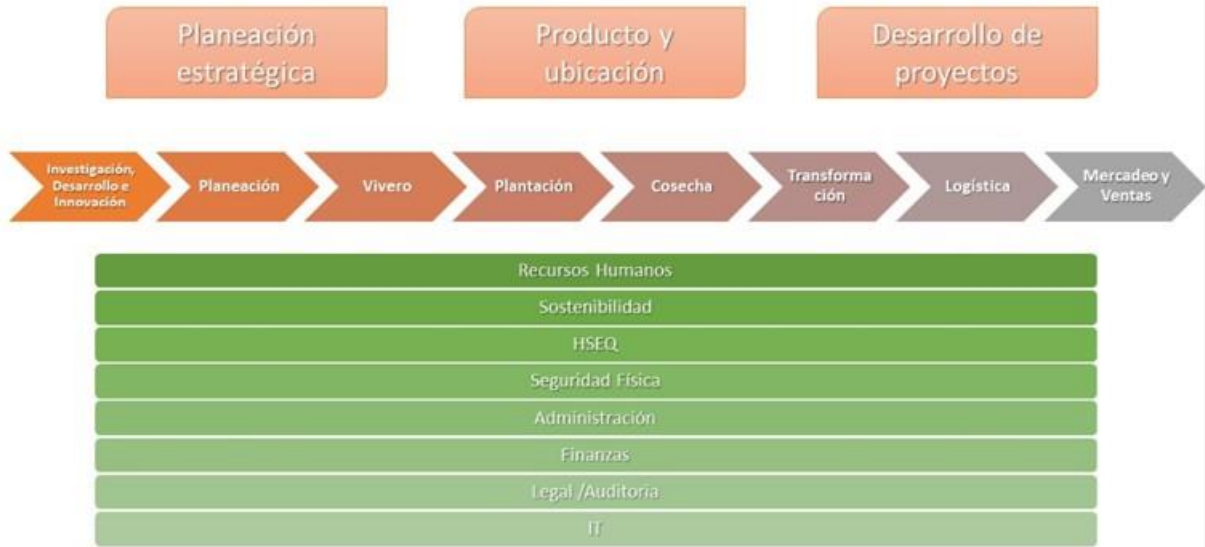 Planeación
estratégica
Producto y
ubicación
Desarrollo de
proyectos
Investigación,
Desarrollo e
Innovación
Planeación
Vivero
Plantación
Cosecha
Transforma
ción
Logística
Mercadeo y
Ventas
Recursos Humanos
Sostenibilidad
HSEQ
Seguridad Física
Administración
Finanzas
Legal /Auditoria
IT